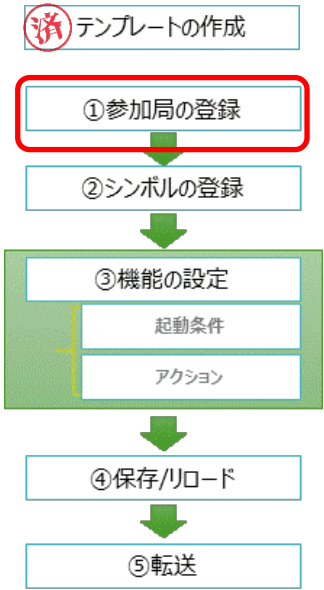 済 テンプレートの作成
①参加局の登録
②シンボルの登録
③機能の設定
起動条件
アクション
④保存/リロード
⑤転送